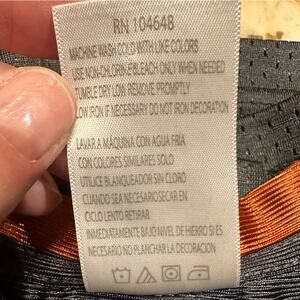 RN 104648
MACHINE WASH COLD WITH LIKE COLORS
USE NON-CHLORINE BLEACH ONLY WHEN NEEDED
TUMBLE DRY LOW REMOVE PROMPTLY
LOW IRON IF NECESSARY DO NOT IRON DECORATION
LAVAR A MÁQUINA CON AGUA FRÍA
CON COLORES SIMILARES SOLO
UTILICE BLANQUEADOR SIN CLORO
CUANDO SEA NECESARIOSECAR EN
CICLO LENTO RETIRAR
INMEDIATAMENTE BAJO NIVEL DE HIERRO SI ES
NECESARIO NO PLANCHAR LA DECORACION